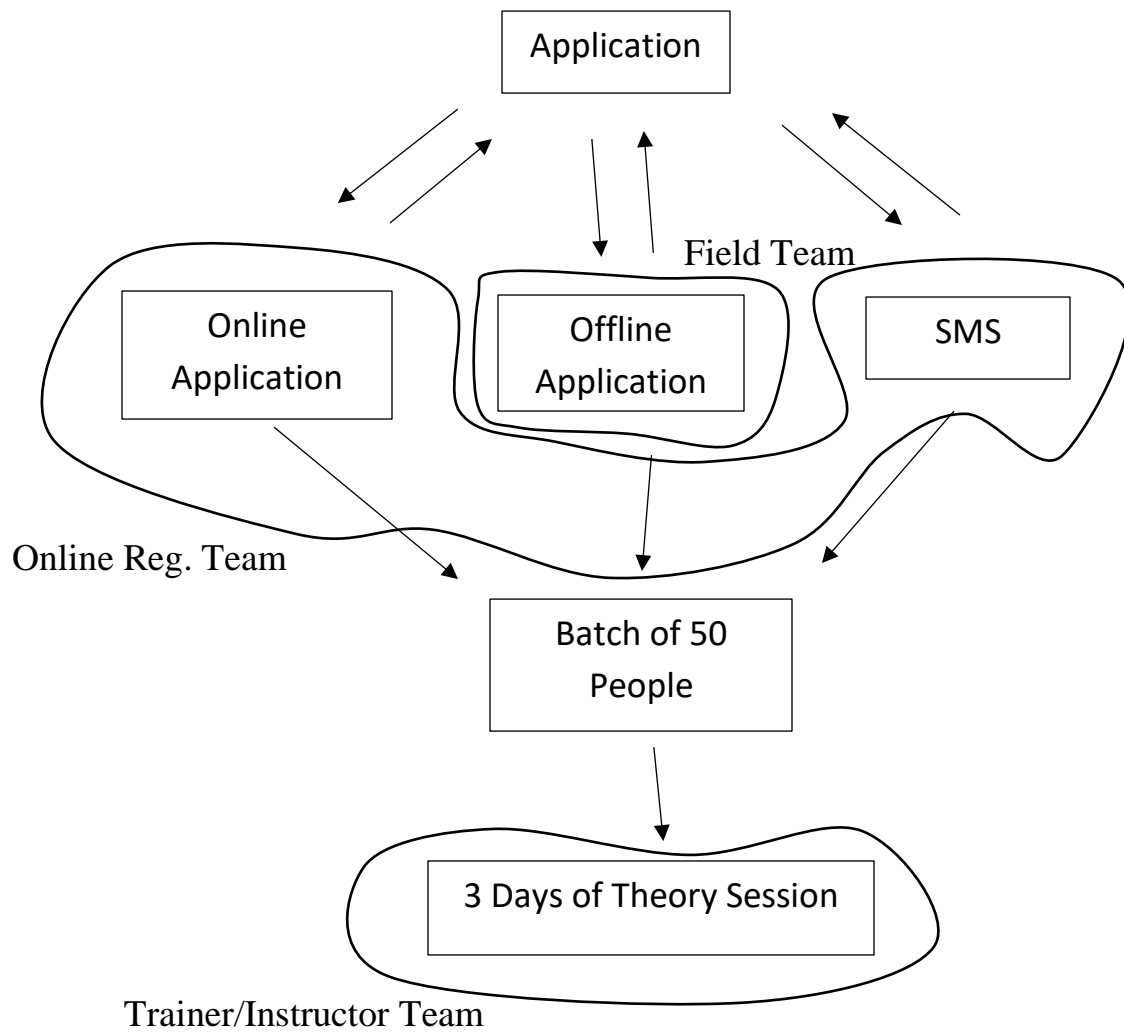 Application
Field Team
Online
Application
Offline
Application
SMS
Online Reg. Team
Batch of 50
People
3 Days of Theory Session
Trainer/Instructor Team